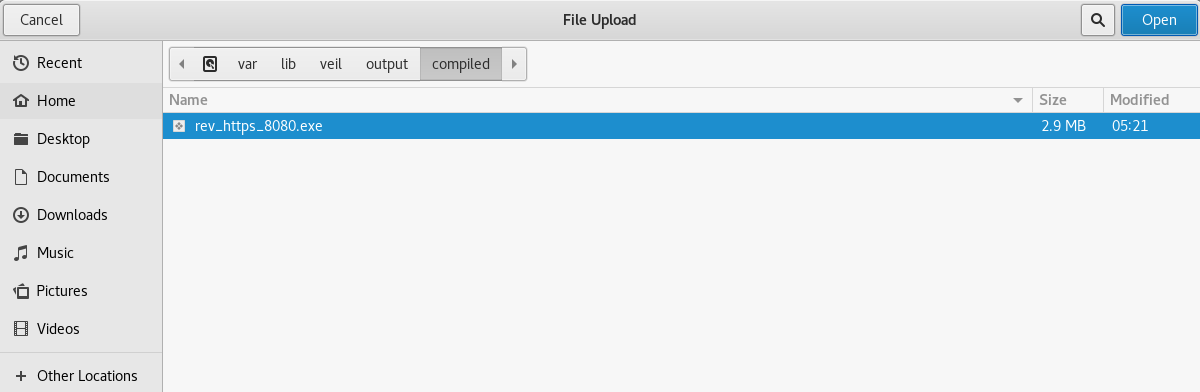 Cancel
File Upload
Open
Recent
Home
Desktop
Documents
Downloads
Music
Pictures
Videos
Other Locations
var lib veil output compiled
Name Size Modified
rev_https_8080.exe 2.9 MB 05:21